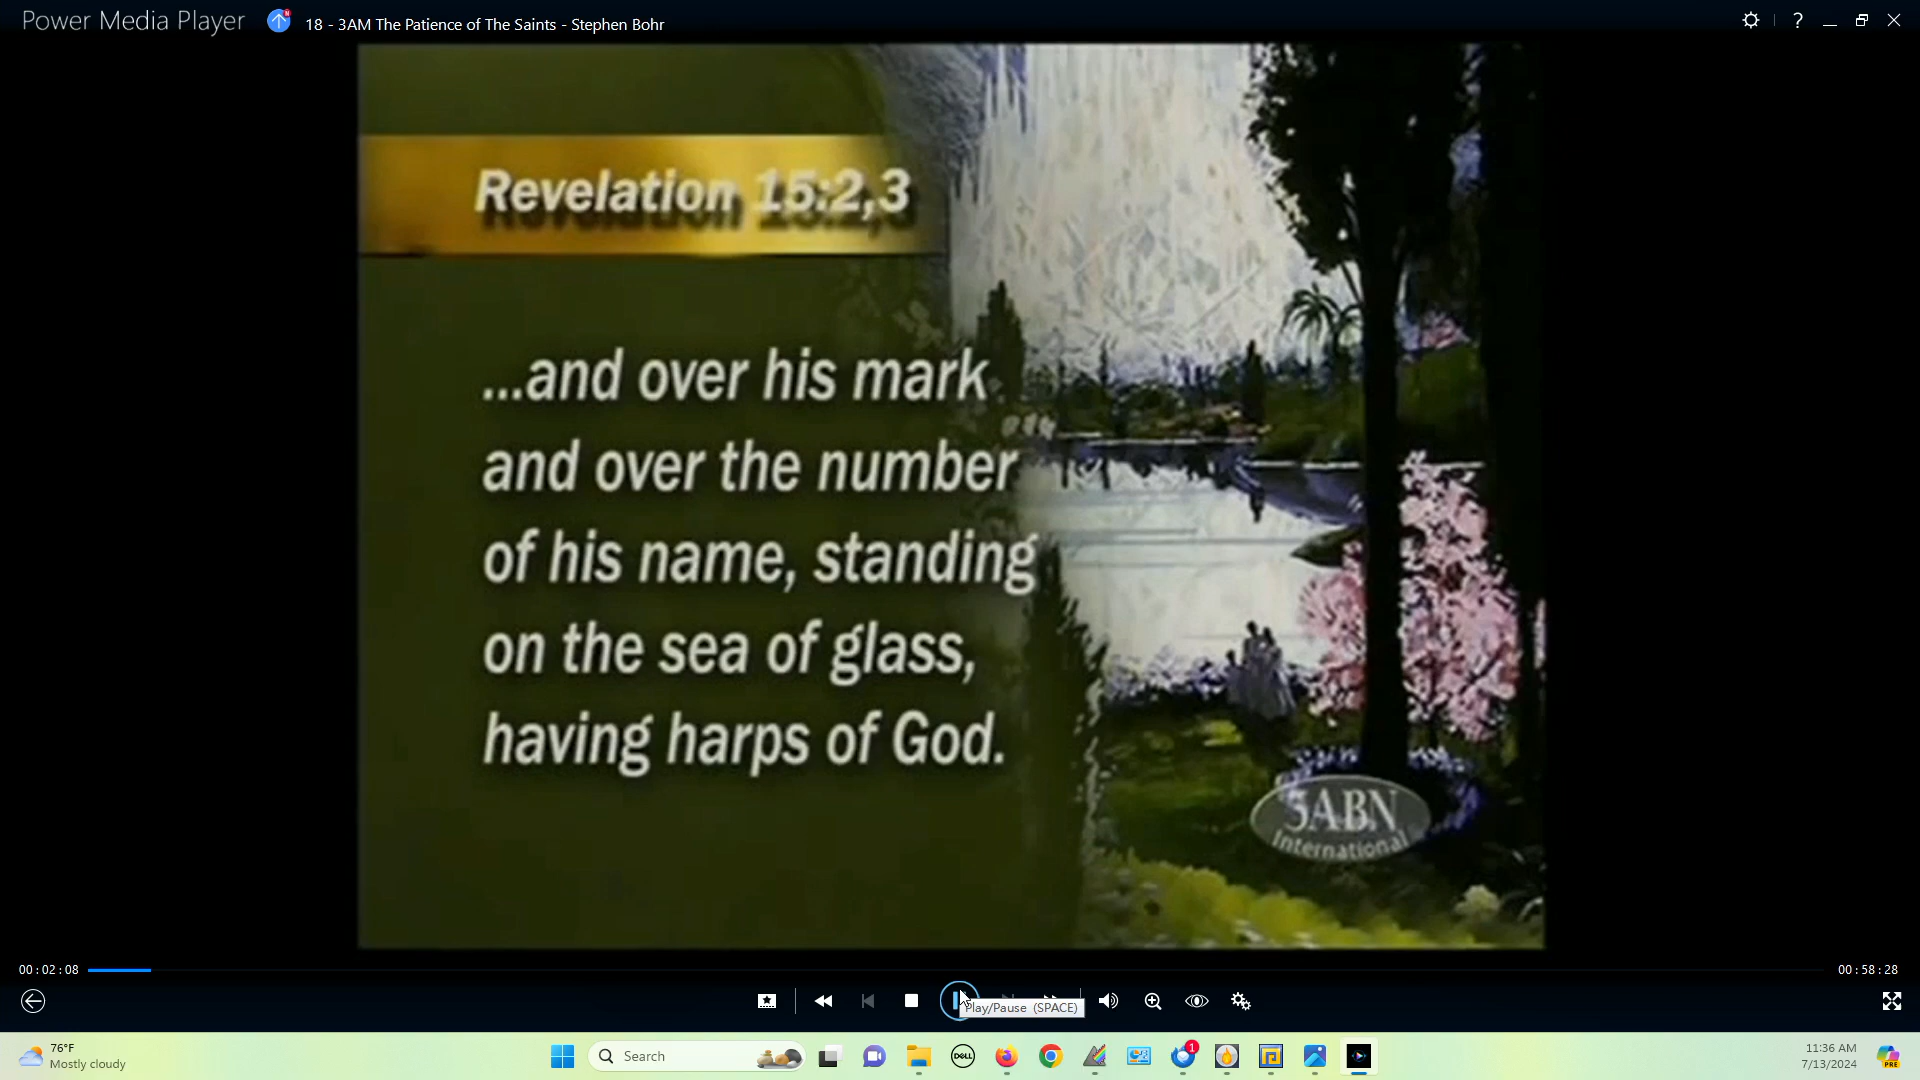 Power Media Player
18 - 3AM The Patience of The Saints - Stephen Bohr
?
Revelation 15:2,3
...and over his mark
and over the number
of his name, standing
on the sea of glass,
having harps of God.
3ABN
International
00:02:08
00:58:28
Play/Pause (SPACE)
76°F
Mostly cloudy
Search
DELL
1
11:36 AM
7/13/2024
PRE